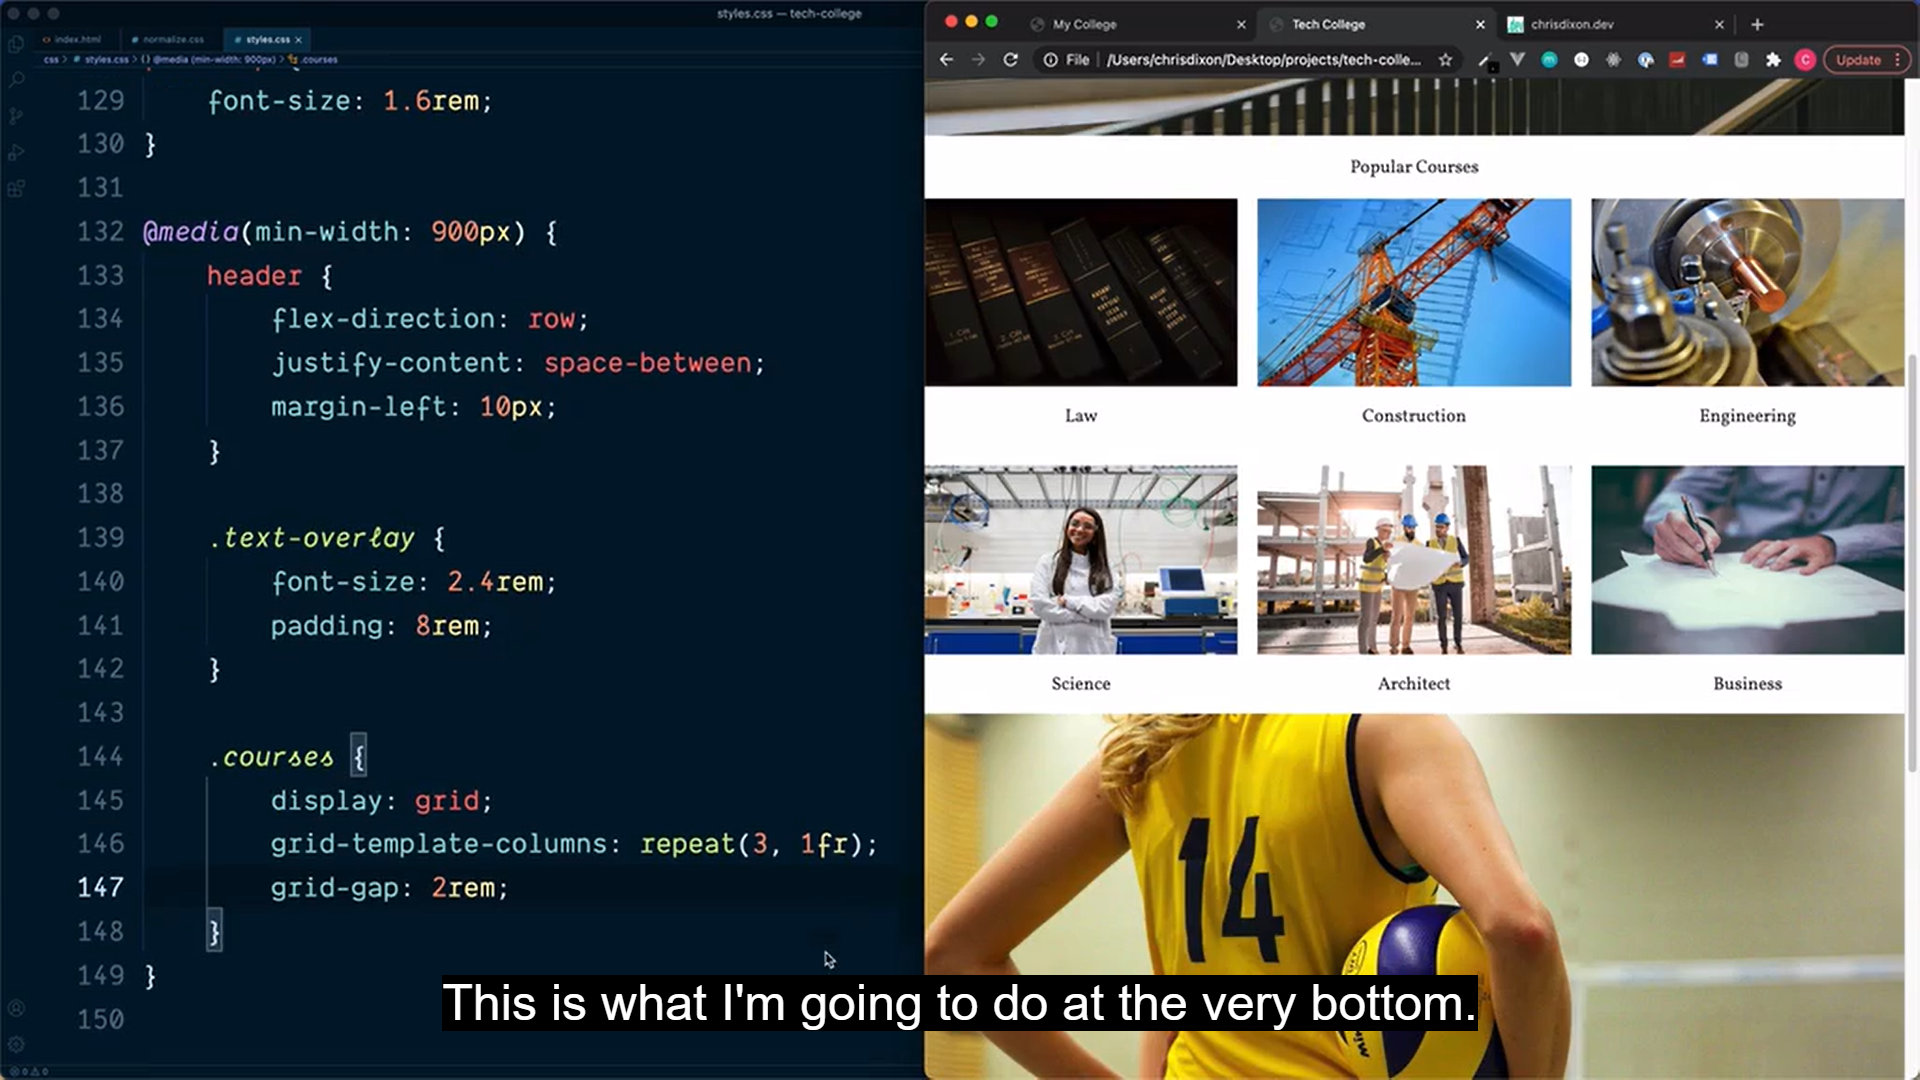 styles.css — tech-college
index.html
normalize.css
styles.css ×
css > # styles.css > {} @media (min-width: 900px) > .courses
129 font-size: 1.6rem;
130 }
131
132 @media(min-width: 900px) {
133 header {
134 flex-direction: row;
135 justify-content: space-between;
136 margin-left: 10px;
137 }
138
139 .text-overlay {
140 font-size: 2.4rem;
141 padding: 8rem;
142 }
143
144 .courses {
145 display: grid;
146 grid-template-columns: repeat(3, 1fr);
147 grid-gap: 2rem;
148 }
149 }
150
My College
Tech College
chrisdixon.dev
File /Users/chrisdixon/Desktop/projects/tech-colle...
C
Update
Popular Courses
Law
Construction
Engineering
Science
Architect
Business
14
This is what I'm going to do at the very bottom.